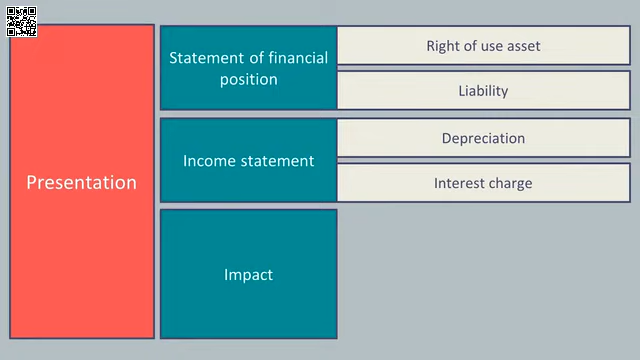 Presentation
Statement of financial
position
Right of use asset
Liability
Income statement
Depreciation
Interest charge
Impact